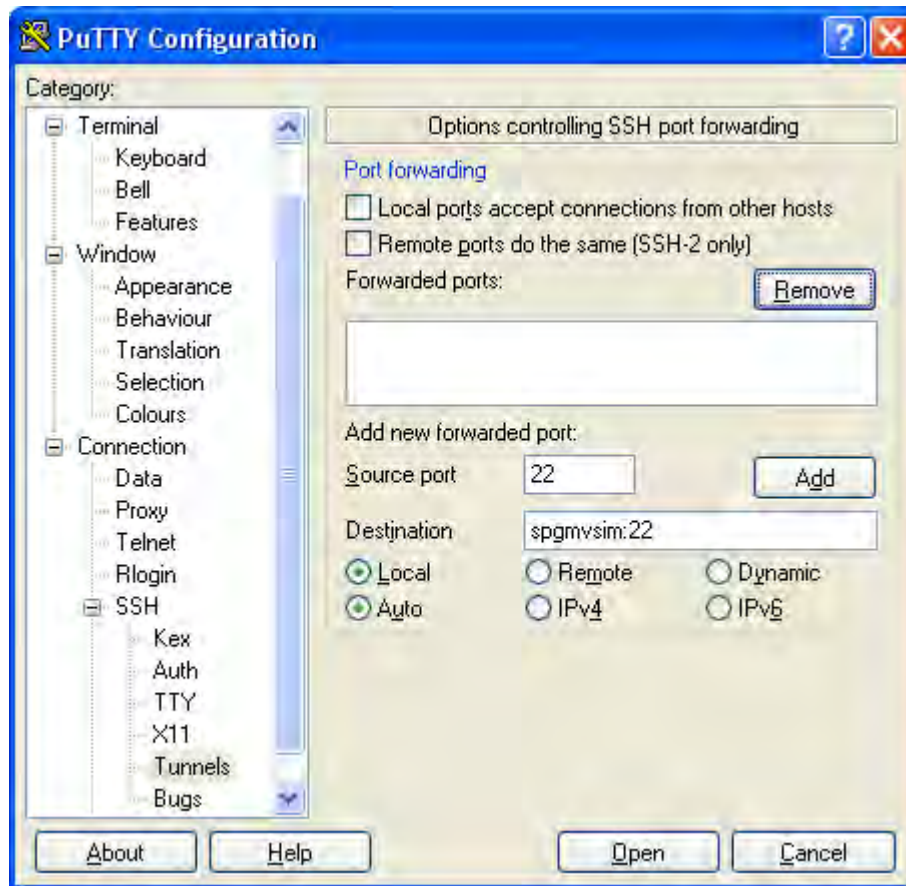 PuTTY Configuration
Category:
Terminal
Keyboard
Bell
Features
Window
Appearance
Behaviour
Translation
Selection
Colours
Connection
Data
Proxy
Telnet
Rlogin
SSH
Kex
Auth
TTY
X11
Tunnels
Bugs
Options controlling SSH port forwarding
Port forwarding
Local ports accept connections from other hosts
Remote ports do the same (SSH-2 only)
Forwarded ports:
Remove
Add new forwarded port:
Source port 22 Add
Destination spgmvsim:22
Local Remote Dynamic
Auto IPv4 IPv6
About Help Open Cancel